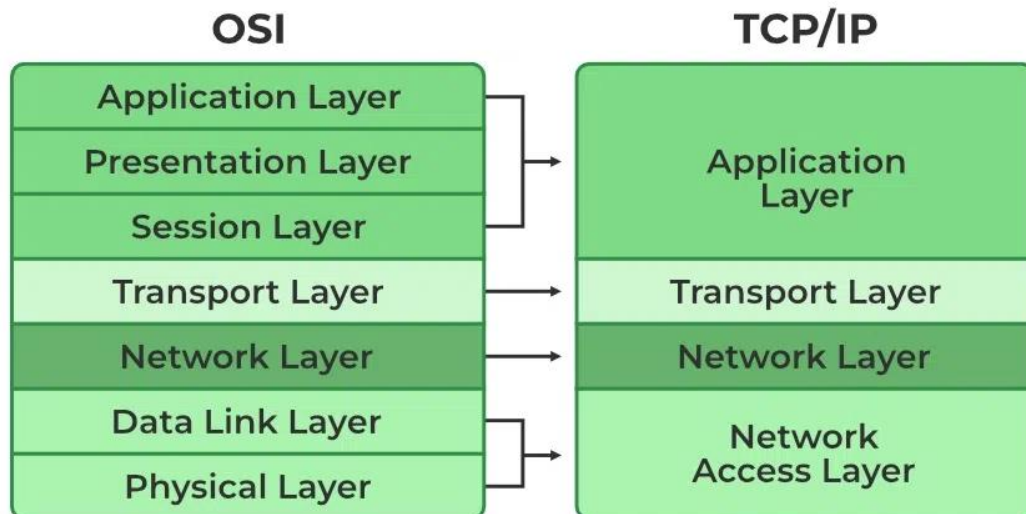 OSI
Application Layer
Presentation Layer
Session Layer
Transport Layer
Network Layer
Data Link Layer
Physical Layer
TCP/IP
Application
Layer
Transport Layer
Network Layer
Network
Access Layer